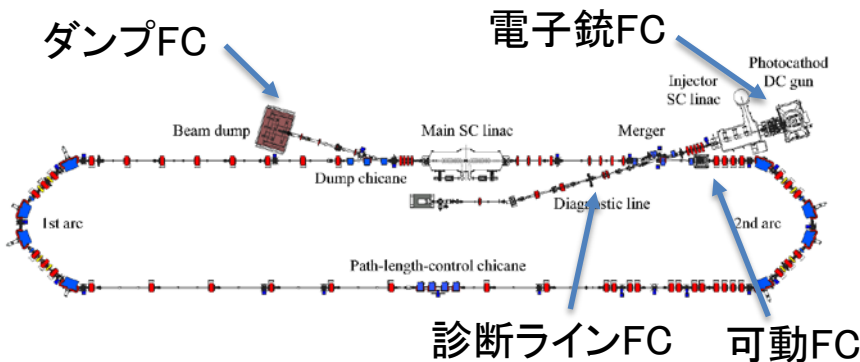 ダンプFC
電子銃FC
Photocathod
DC gun
Injector
SC linac
Beam dump
Main SC linac
Merger
Dump chicane
Diagnostic line
1st arc
2nd arc
Path-length-control chicane
診断ラインFC
可動FC